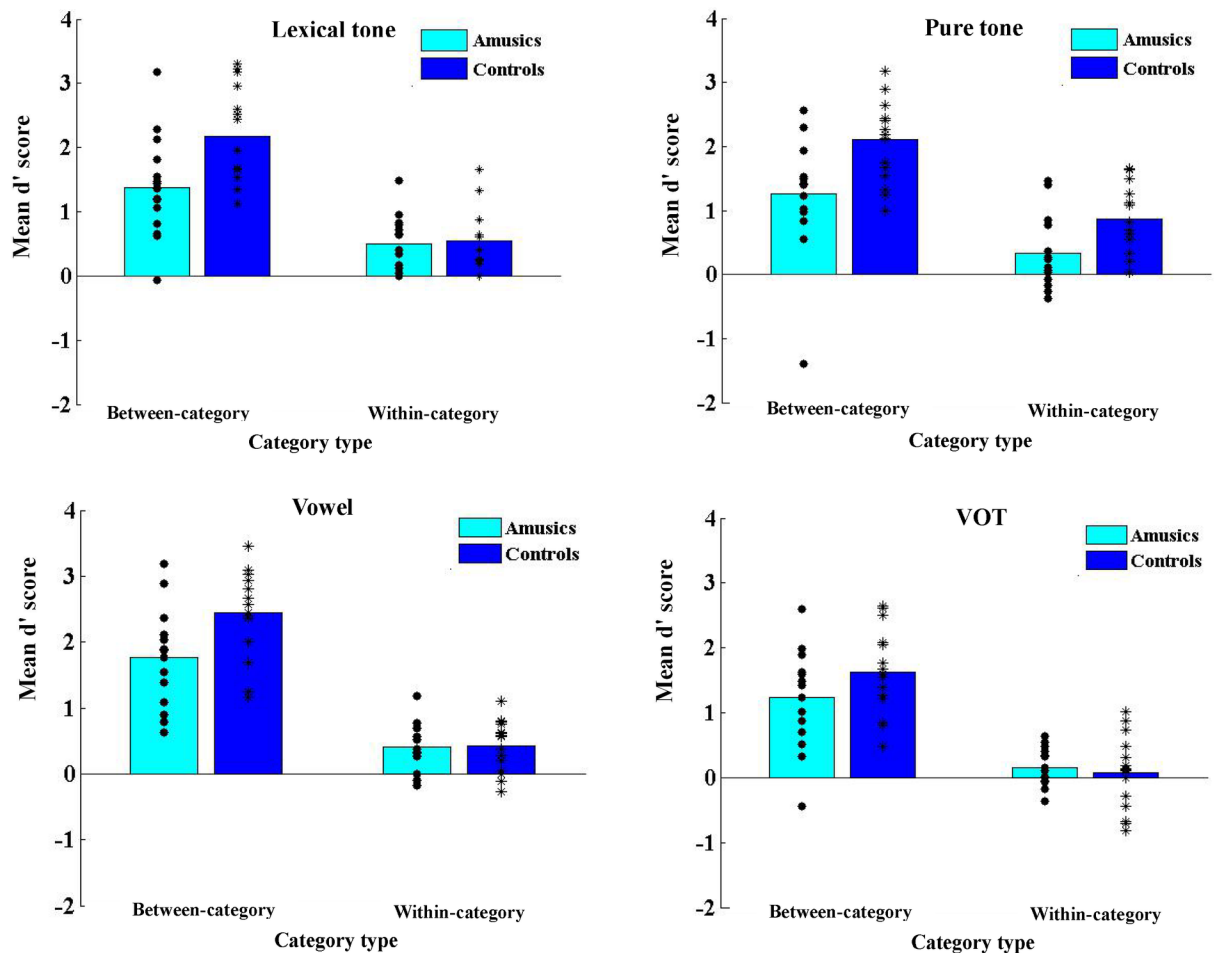 Lexical tone
Amusics
Controls
Mean d' score
4
3
2
1
0
-1
-2
Between-category
Within-category
Category type
Pure tone
Amusics
Controls
Mean d' score
4
3
2
1
0
-1
-2
Between-category
Within-category
Category type
Vowel
Amusics
Controls
Mean d' score
4
3
2
1
0
-1
-2
Between-category
Within-category
Category type
VOT
Amusics
Controls
Mean d' score
4
3
2
1
0
-1
-2
Between-category
Within-category
Category type